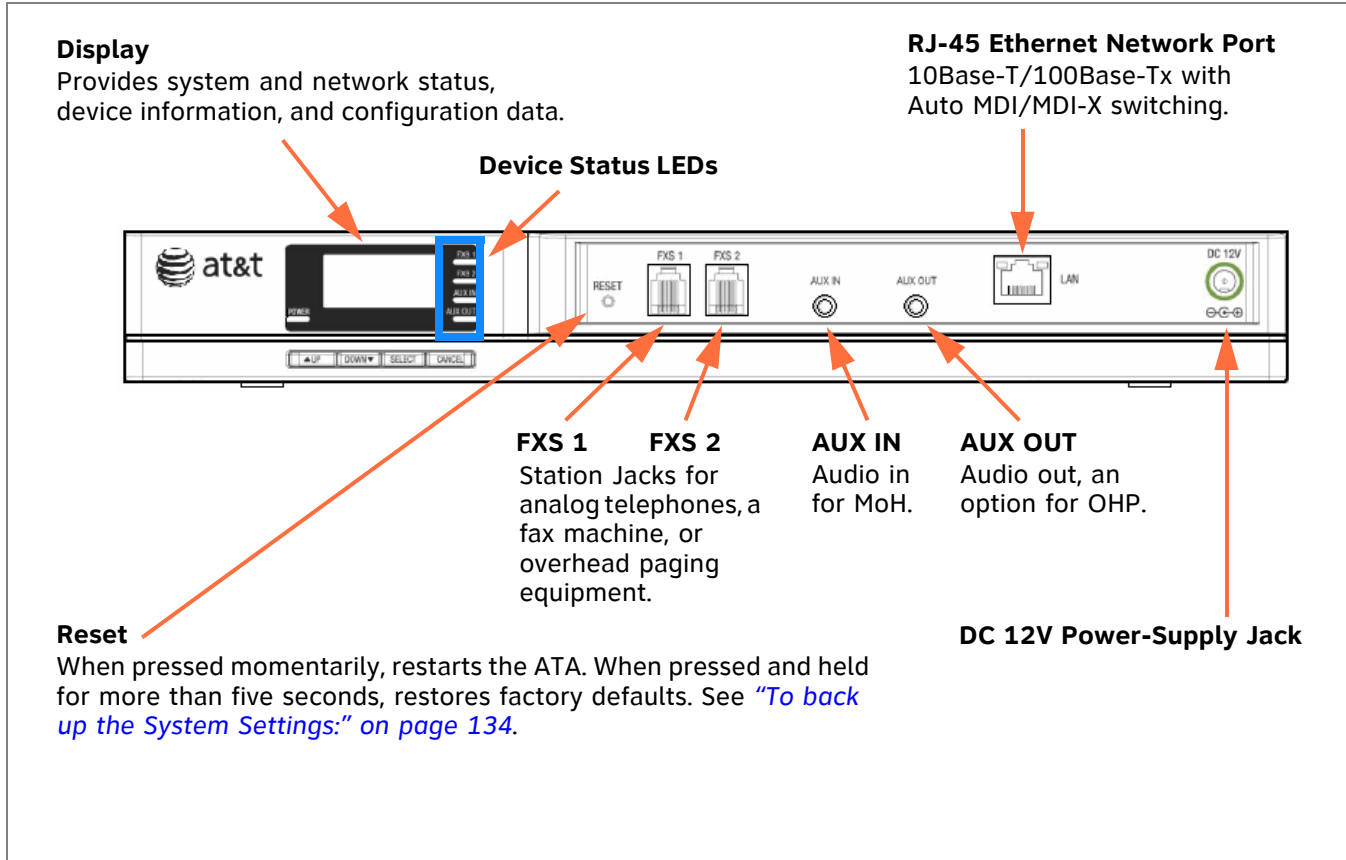 Display
Provides system and network status,
device information, and configuration data.
RJ-45 Ethernet Network Port
10Base-T/100Base-Tx with
Auto MDI/MDI-X switching.
Device Status LEDs
at&t
POWER
FXS 1
FXS 2
AUX IN
AUX OUT
▲UP
DOWN▼
SELECT
CANCEL
RESET
FXS 1
FXS 2
AUX IN
AUX OUT
LAN
DC 12V
FXS 1
FXS 2
Station Jacks for
analog telephones, a
fax machine, or
overhead paging
equipment.
AUX IN
Audio in
for MoH.
AUX OUT
Audio out, an
option for OHP.
Reset
When pressed momentarily, restarts the ATA. When pressed and held
for more than five seconds, restores factory defaults. See “To back
up the System Settings:” on page 134.
DC 12V Power-Supply Jack